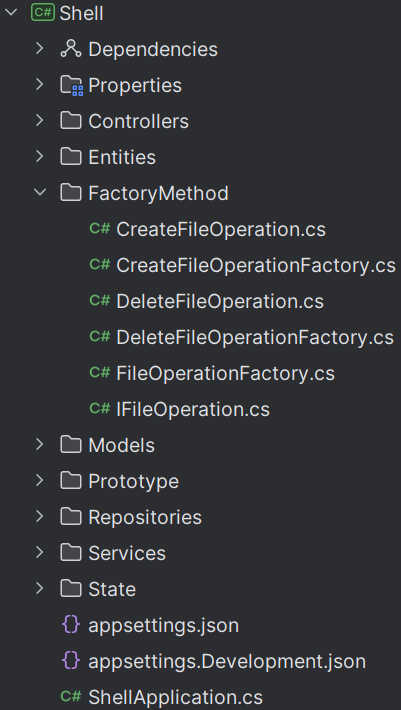 C# Shell
Dependencies
Properties
Controllers
Entities
FactoryMethod
C# CreateFileOperation.cs
C# CreateFileOperationFactory.cs
C# DeleteFileOperation.cs
C# DeleteFileOperationFactory.cs
C# FileOperationFactory.cs
C# IFileOperation.cs
Models
Prototype
Repositories
Services
State
{} appsettings.json
{} appsettings.Development.json
C# ShellApplication.cs